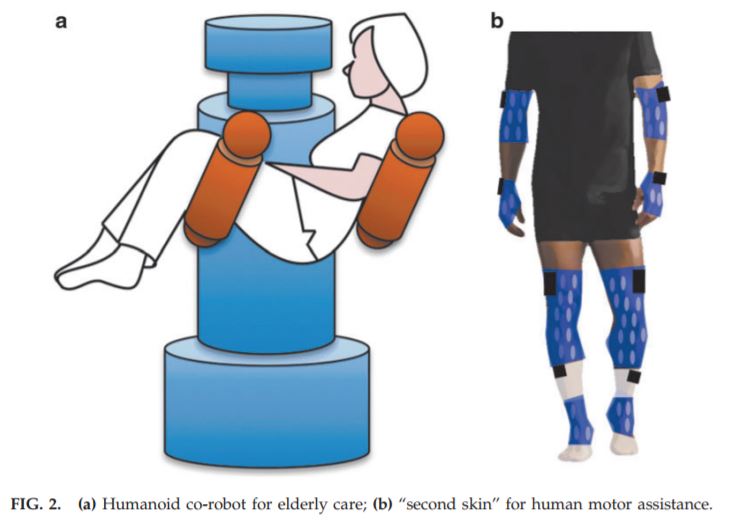 a
b
FIG. 2. (a) Humanoid co-robot for elderly care; (b) “second skin” for human motor assistance.